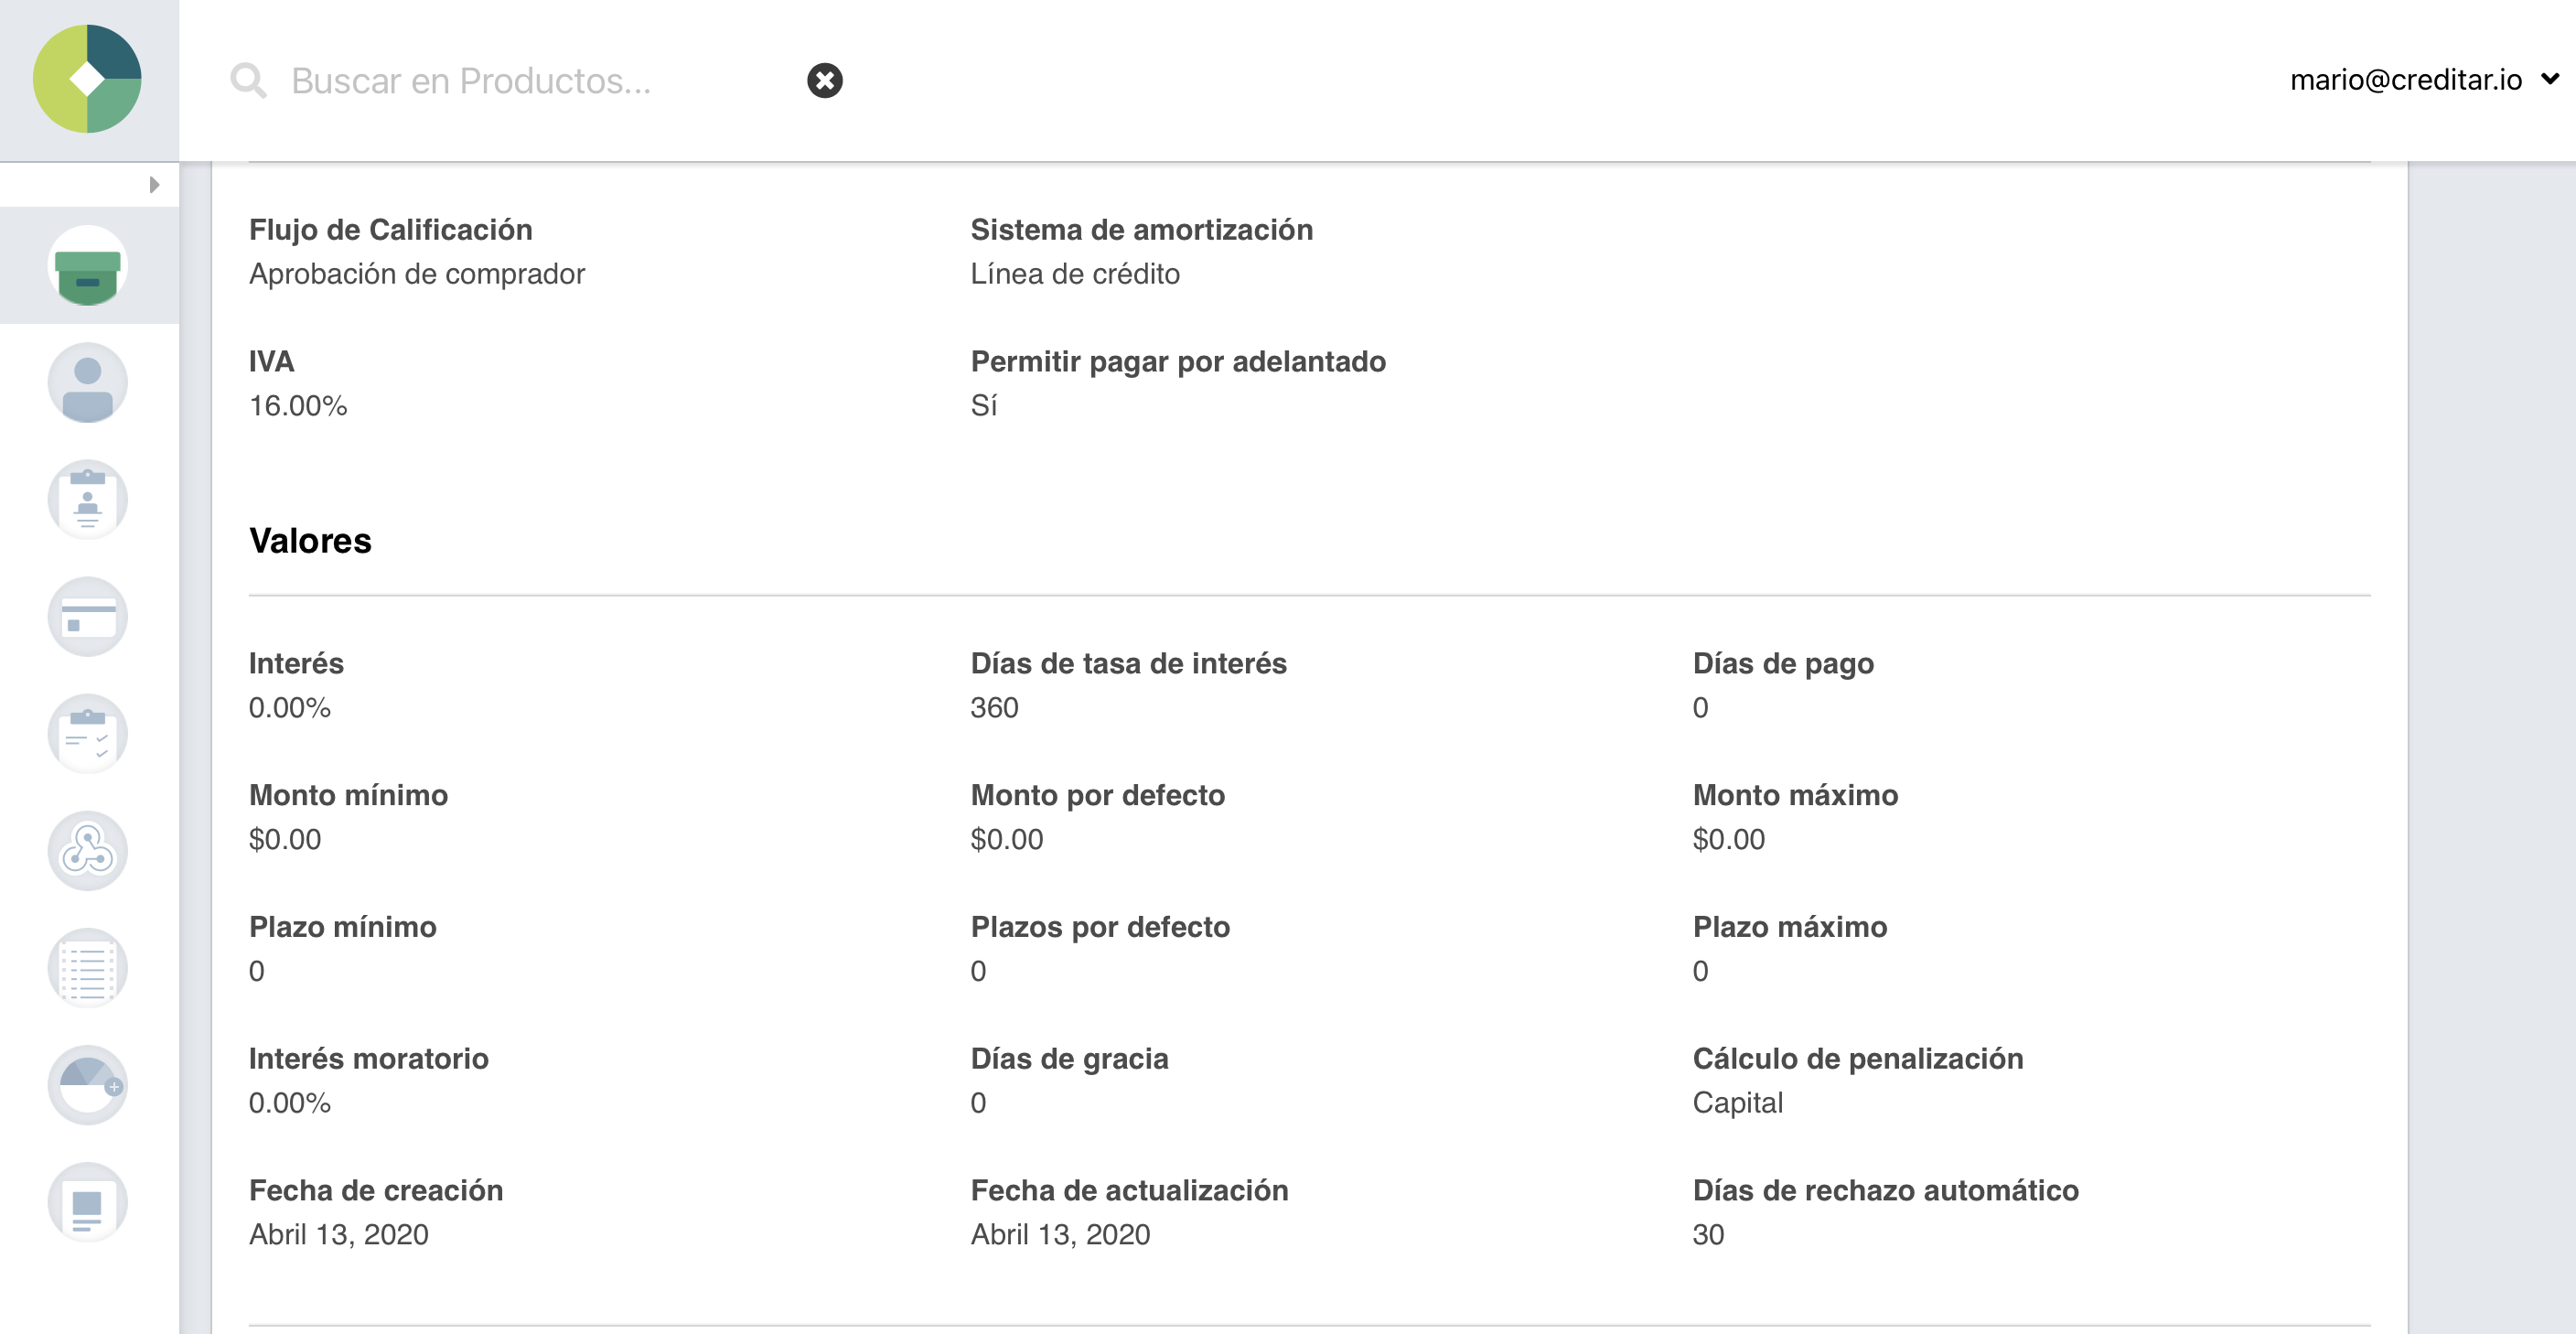 Buscar en Productos...
mario@creditar.io
Flujo de Calificación
Sistema de amortización
Aprobación de comprador
Línea de crédito
IVA
Permitir pagar por adelantado
16.00%
Sí
Valores
Interés
Días de tasa de interés
Días de pago
0.00%
360
0
Monto mínimo
Monto por defecto
Monto máximo
$0.00
$0.00
$0.00
Plazo mínimo
Plazos por defecto
Plazo máximo
0
0
0
Interés moratorio
Días de gracia
Cálculo de penalización
0.00%
0
Capital
Fecha de creación
Fecha de actualización
Días de rechazo automático
Abril 13, 2020
Abril 13, 2020
30